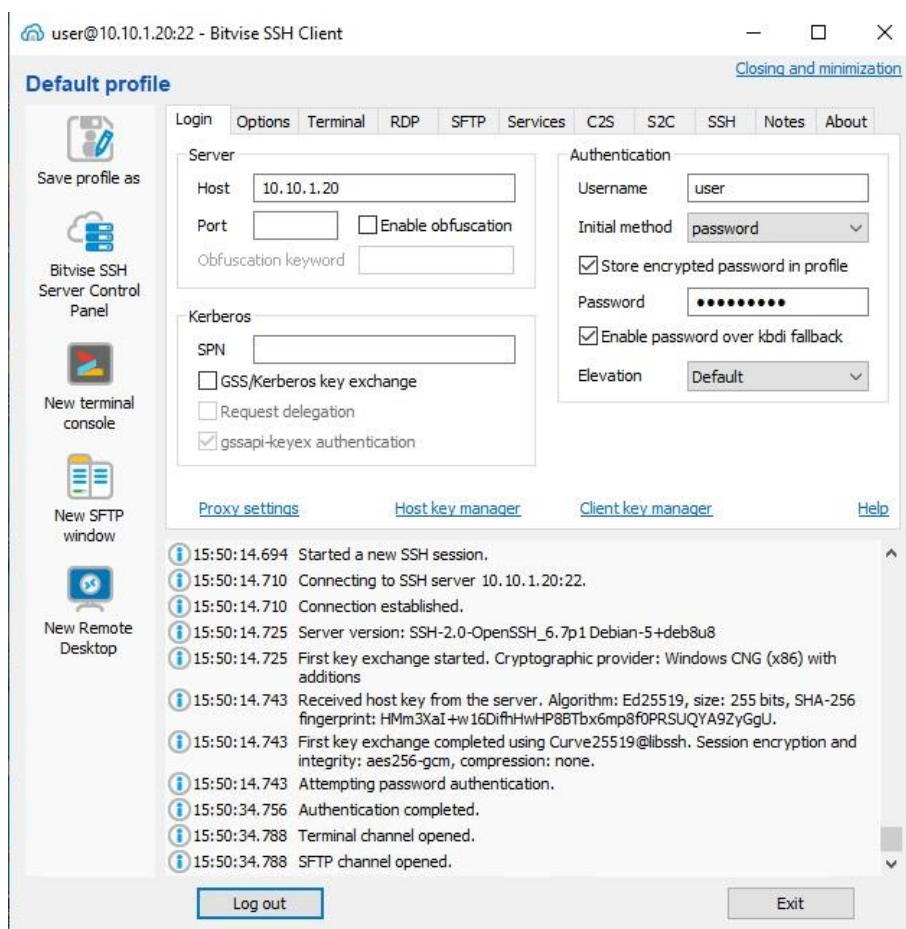 user@10.10.1.20:22 - Bitvise SSH Client
Closing and minimization
Default profile
Save profile as
Bitvise SSH
Server Control
Panel
New terminal
console
New SFTP
window
New Remote
Desktop
Login Options Terminal RDP SFTP Services C2S S2C SSH Notes About
Server
Host 10.10.1.20
Port Enable obfuscation
Obfuscation keyword
Kerberos
SPN
GSS/Kerberos key exchange
Request delegation
gssapi-keyex authentication
Authentication
Username user
Initial method password
Store encrypted password in profile
Password •••••••••
Enable password over kbdi fallback
Elevation Default
Proxy settings Host key manager Client key manager Help
15:50:14.694 Started a new SSH session.
15:50:14.710 Connecting to SSH server 10.10.1.20:22.
15:50:14.710 Connection established.
15:50:14.725 Server version: SSH-2.0-OpenSSH_6.7p1 Debian-5+deb8u8
15:50:14.725 First key exchange started. Cryptographic provider: Windows CNG (x86) with
additions
15:50:14.743 Received host key from the server. Algorithm: Ed25519, size: 255 bits, SHA-256
fingerprint: HMm3XaI+w16DifhHwHP8BTbx6mp8f0PRSUQYA9ZyGgU.
15:50:14.743 First key exchange completed using Curve25519@libssh. Session encryption and
integrity: aes256-gcm, compression: none.
15:50:14.743 Attempting password authentication.
15:50:34.756 Authentication completed.
15:50:34.788 Terminal channel opened.
15:50:34.788 SFTP channel opened.
Log out Exit